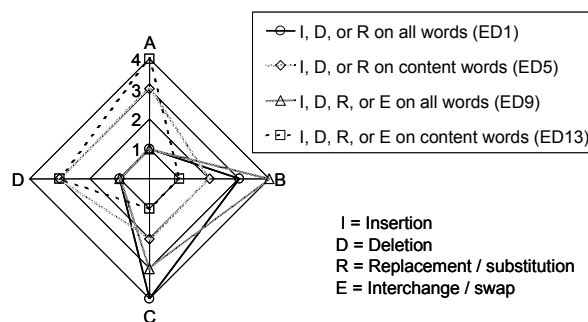 A
4
3
2
1
D
B
C
I, D, or R on all words (ED1)
I, D, or R on content words (ED5)
I, D, R, or E on all words (ED9)
I, D, R, or E on content words (ED13)
I = Insertion
D = Deletion
R = Replacement / substitution
E = Interchange / swap